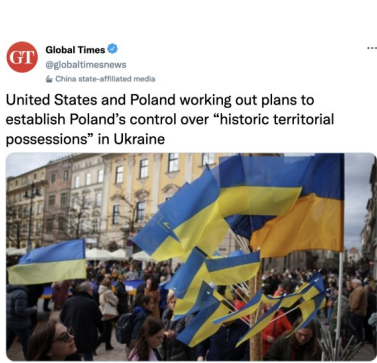 GT
Global Times
@globaltimesnews
China state-affiliated media
United States and Poland working out plans to
establish Poland's control over “historic territorial
possessions” in Ukraine